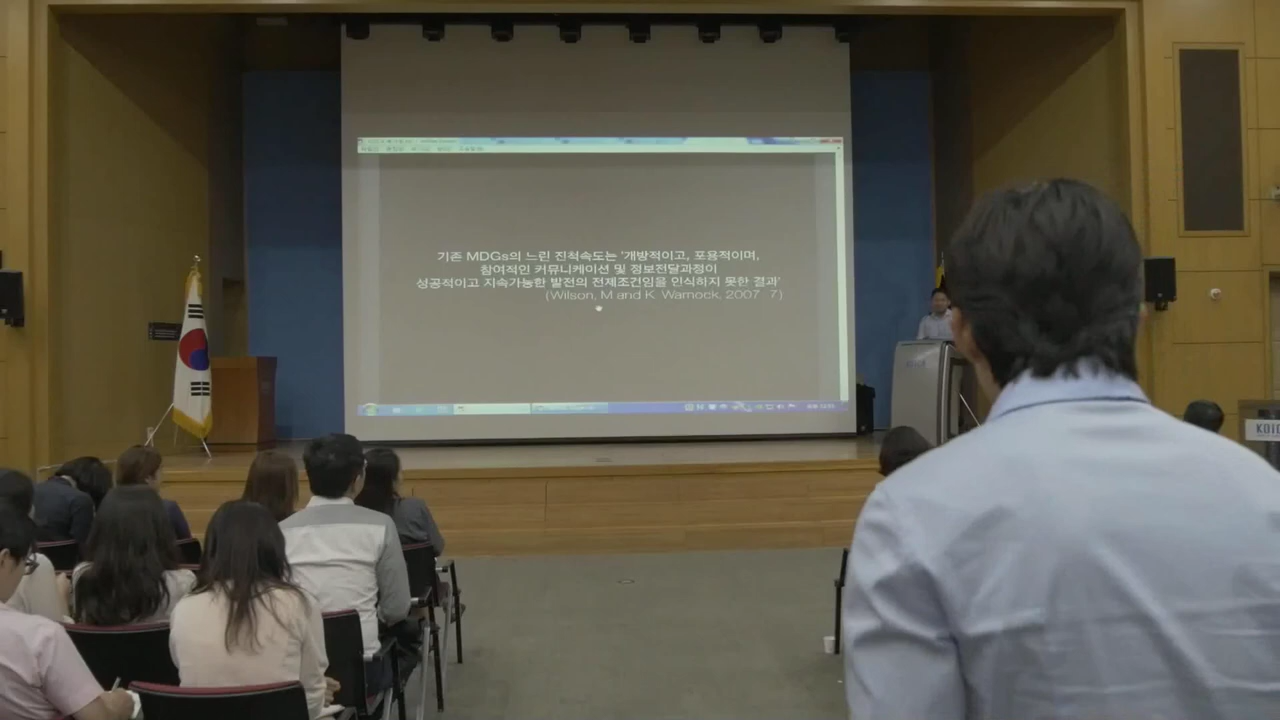 기존 MDGs의 느린 진척속도는 '개방적이고, 포용적이며,
참여적인 커뮤니케이션 및 정보전달과정이
성공적이고 지속가능한 발전의 전제조건임을 인식하지 못한 결과'
(Wilson, M and K. Warnock, 2007 7)
KOIC